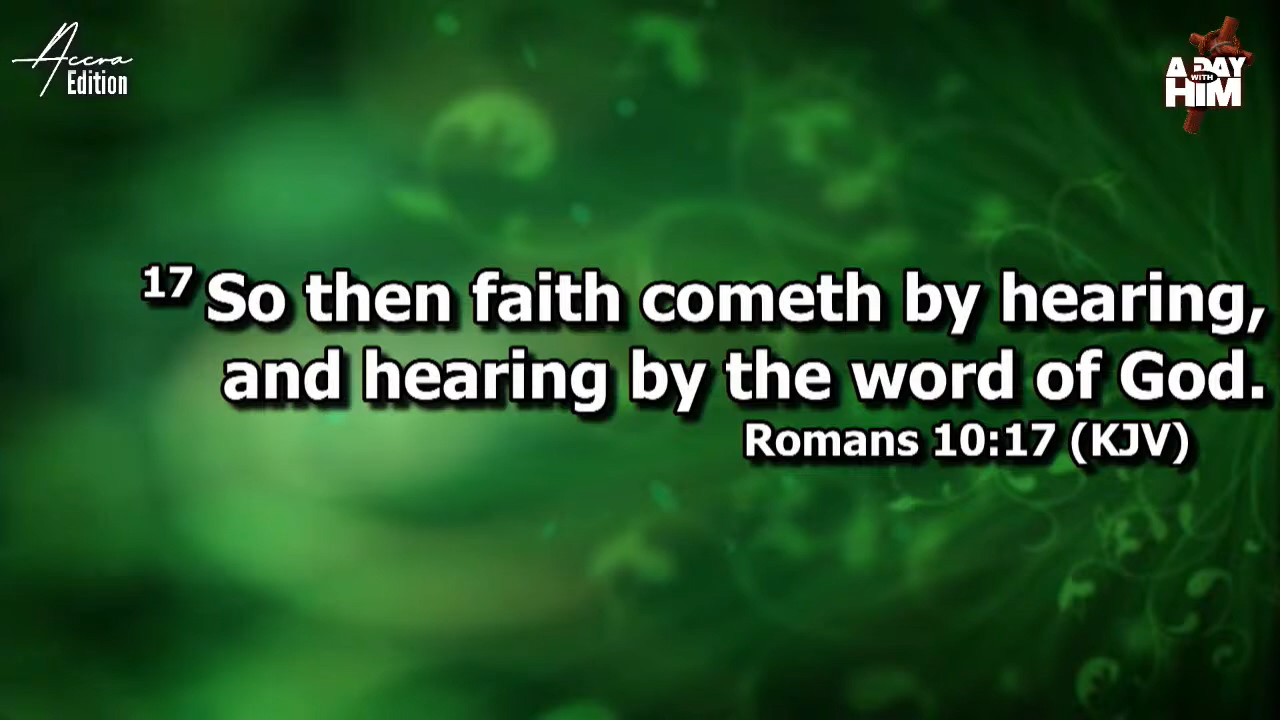 Accra
Edition
A DAY
WITH
HIM
17 So then faith cometh by hearing,
and hearing by the word of God.
Romans 10:17 (KJV)